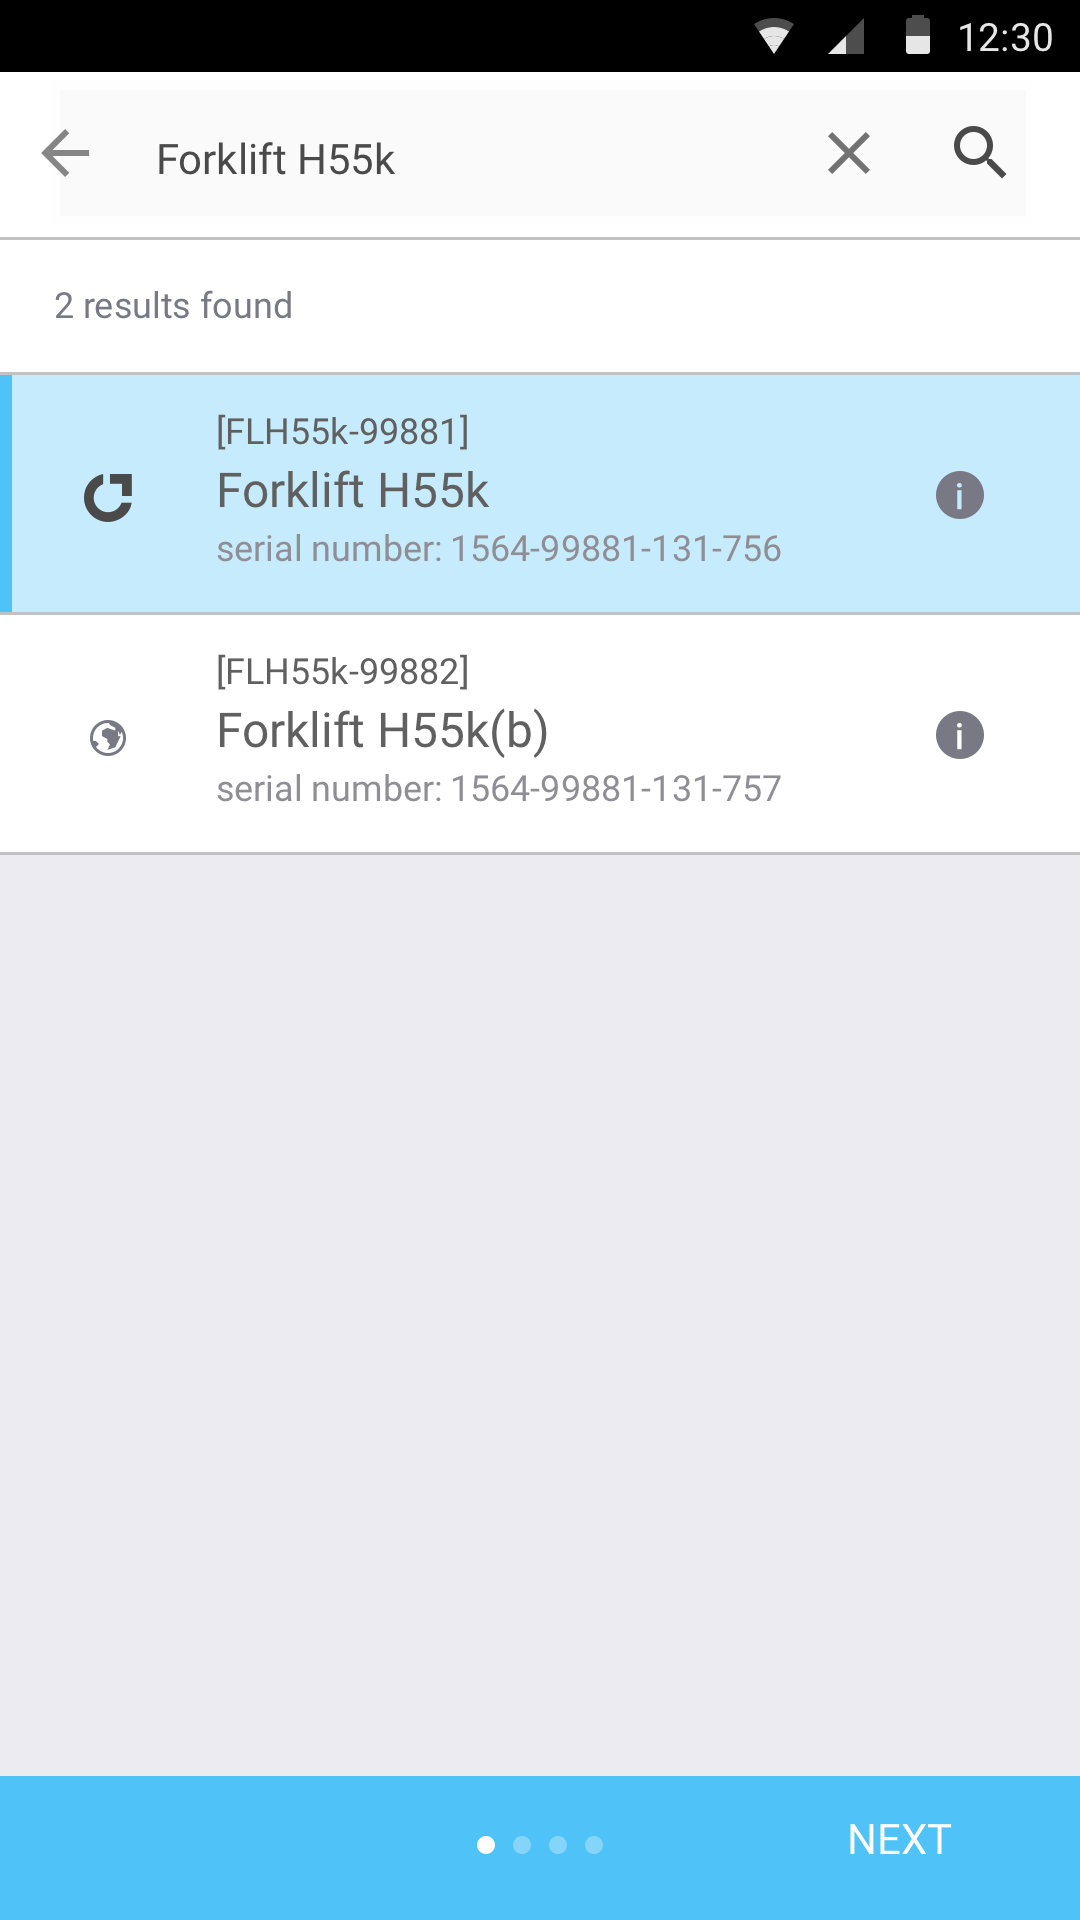 12:30
Forklift H55k
2 results found
[FLH55k-99881]
Forklift H55k
serial number: 1564-99881-131-756
[FLH55k-99882]
Forklift H55k(b)
serial number: 1564-99881-131-757
NEXT